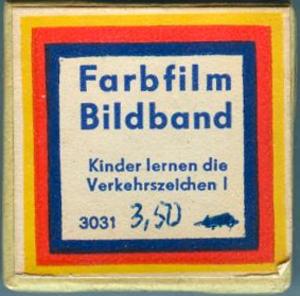 Farbfilm
Bildband
Kinder lernen die
Verkehrszeichen I
3031 3,50